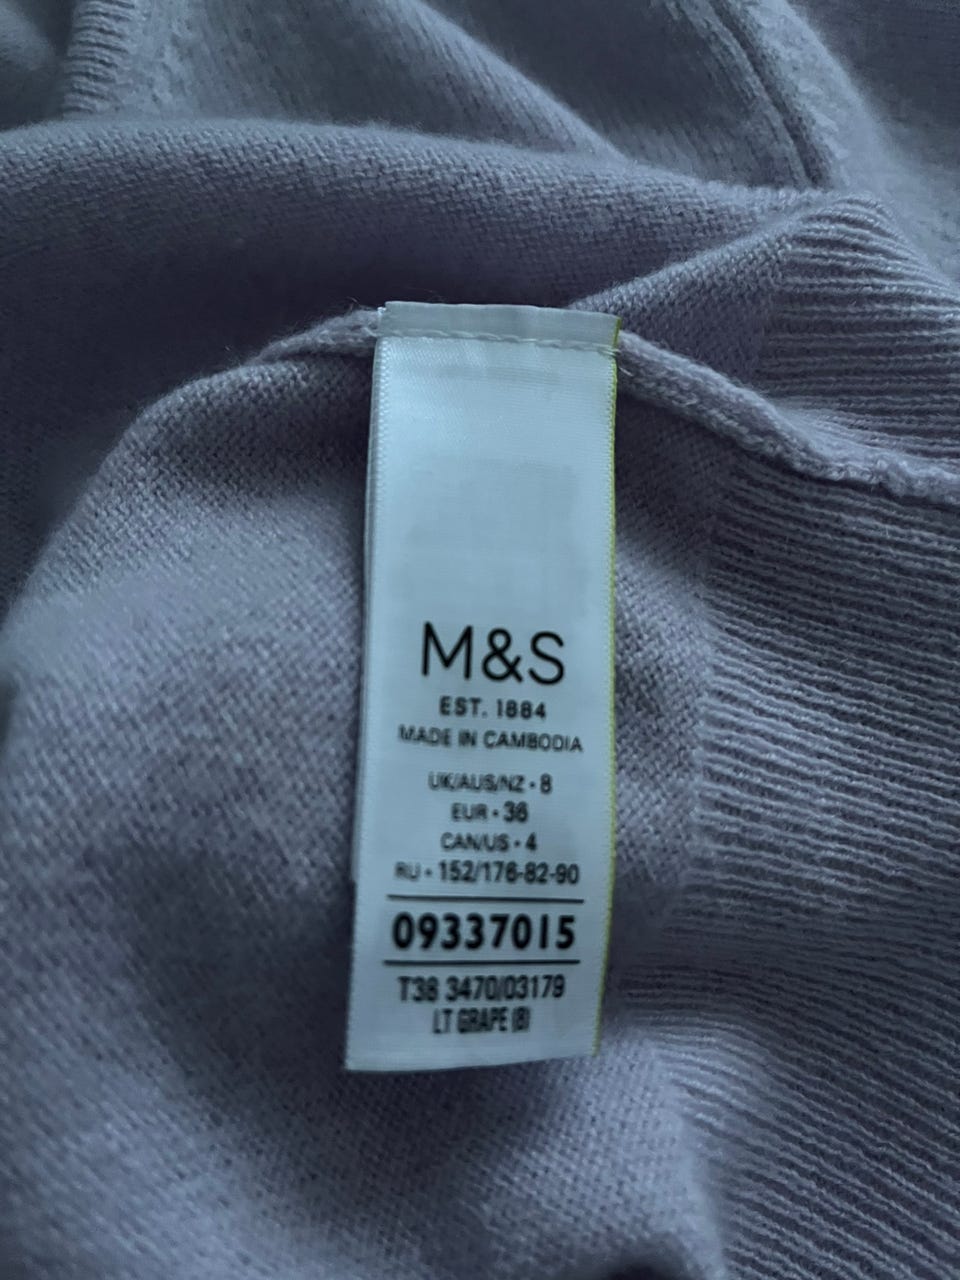 M&S
EST. 1884
MADE IN CAMBODIA
UK/AUS/NZ · 8
EUR · 36
CAN/US · 4
RU · 152/176-82-90
09337015
T38 3470/03179
LT GRAPE (8)